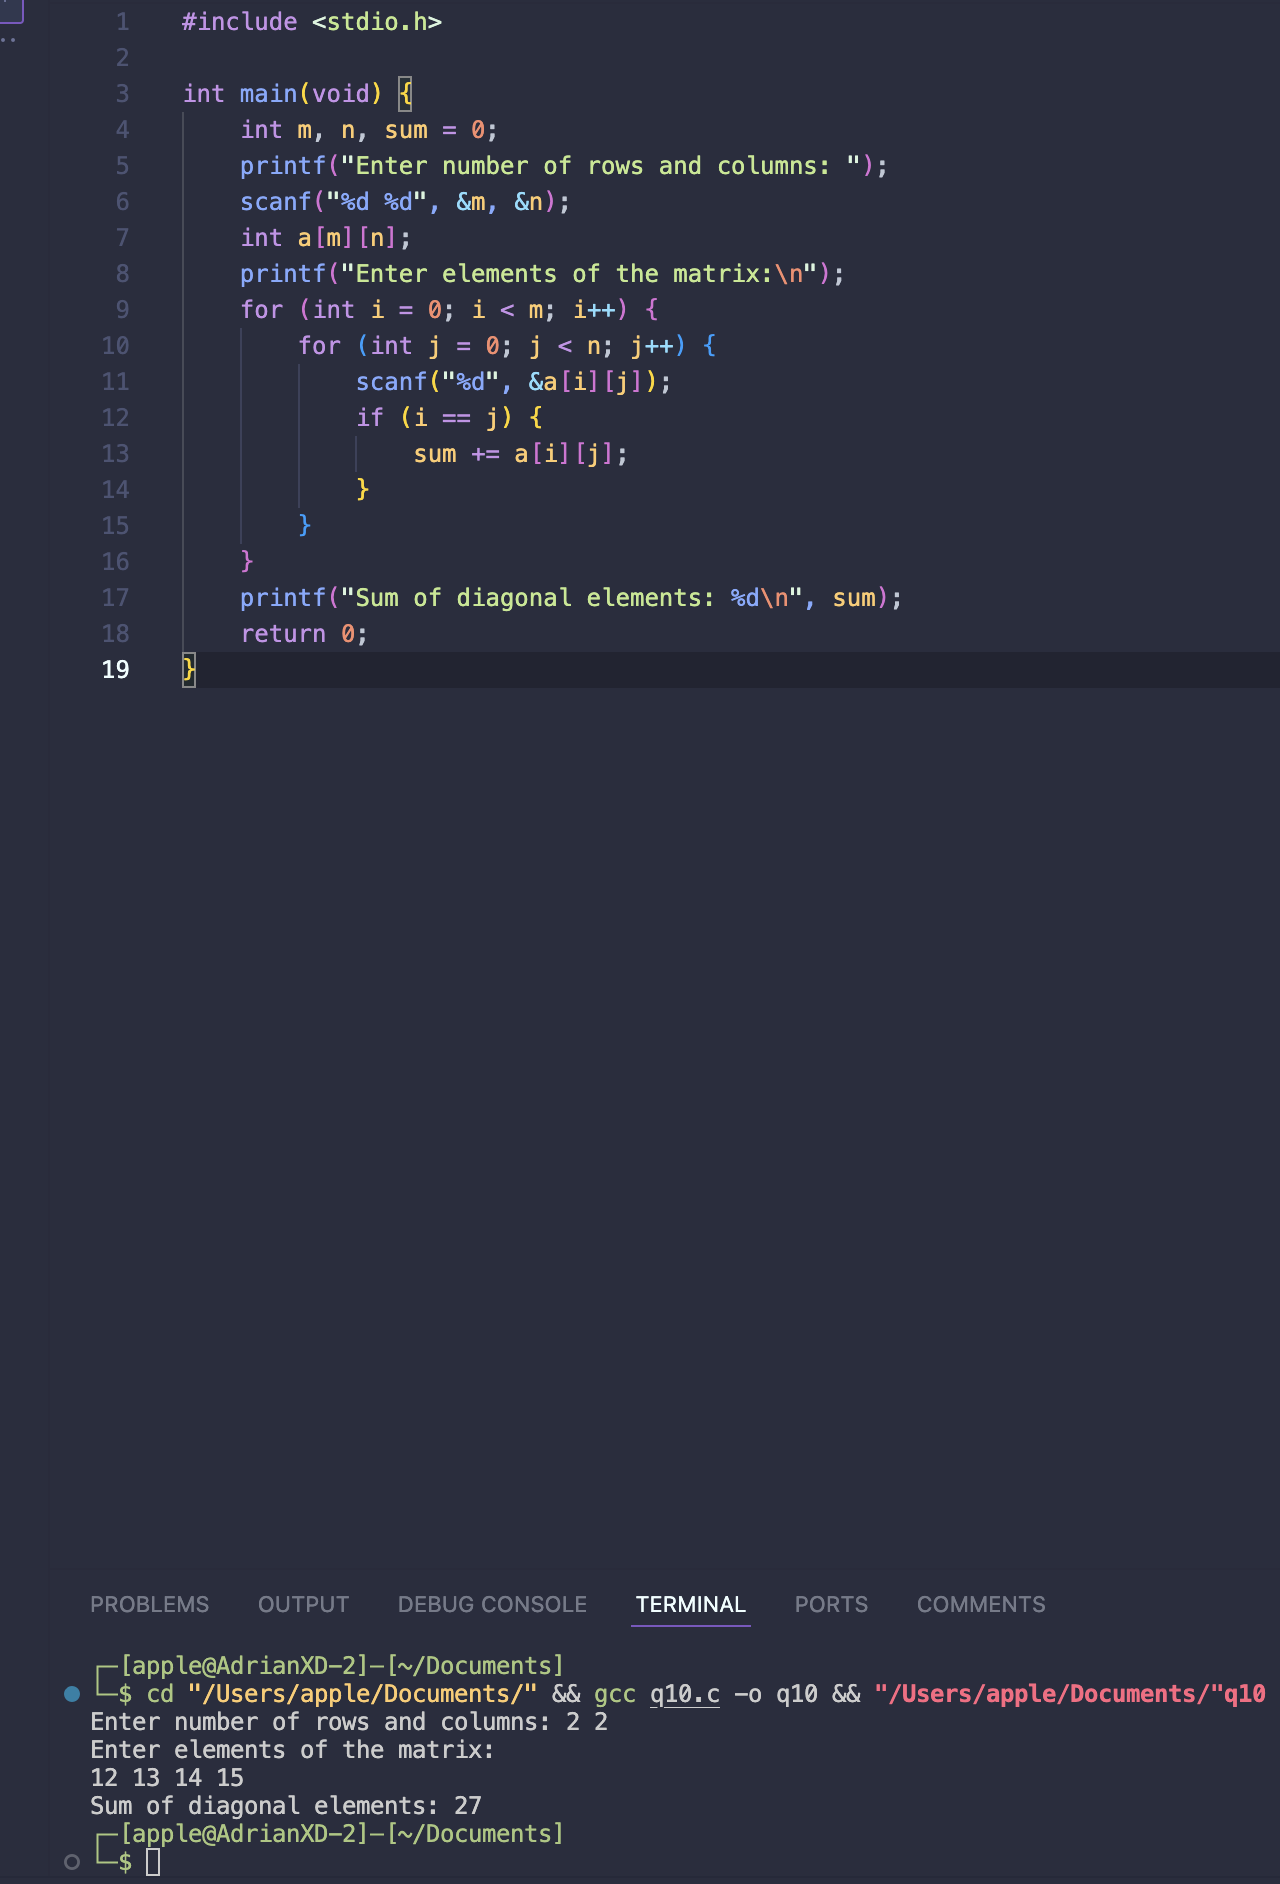 1 #include <stdio.h>
2
3 int main(void) {
4     int m, n, sum = 0;
5     printf("Enter number of rows and columns: ");
6     scanf("%d %d", &m, &n);
7     int a[m][n];
8     printf("Enter elements of the matrix:\n");
9     for (int i = 0; i < m; i++) {
10         for (int j = 0; j < n; j++) {
11             scanf("%d", &a[i][j]);
12             if (i == j) {
13                 sum += a[i][j];
14             }
15         }
16     }
17     printf("Sum of diagonal elements: %d\n", sum);
18     return 0;
19 }
PROBLEMS OUTPUT DEBUG CONSOLE TERMINAL PORTS COMMENTS
┌─[apple@AdrianXD-2]─[~/Documents]
└─$ cd "/Users/apple/Documents/" && gcc q10.c -o q10 && "/Users/apple/Documents/"q10
Enter number of rows and columns: 2 2
Enter elements of the matrix:
12 13 14 15
Sum of diagonal elements: 27
┌─[apple@AdrianXD-2]─[~/Documents]
└─$